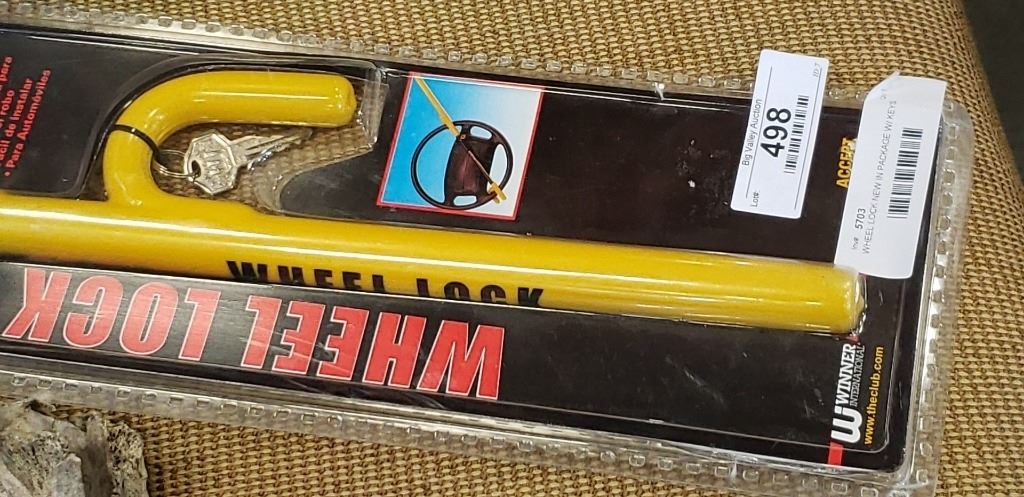 para
l robo
Fácil de Instalar
• Para Automóviles
WHEEL LOCK
WHEEL LOCK
Big Valley Auction
Lot#:
498
ACCEPT
Inv#: 5703
WHEEL LOCK NEW IN PACKAGE W/ KEYS
WINNER
INTERNATIONAL
www.theclub.com